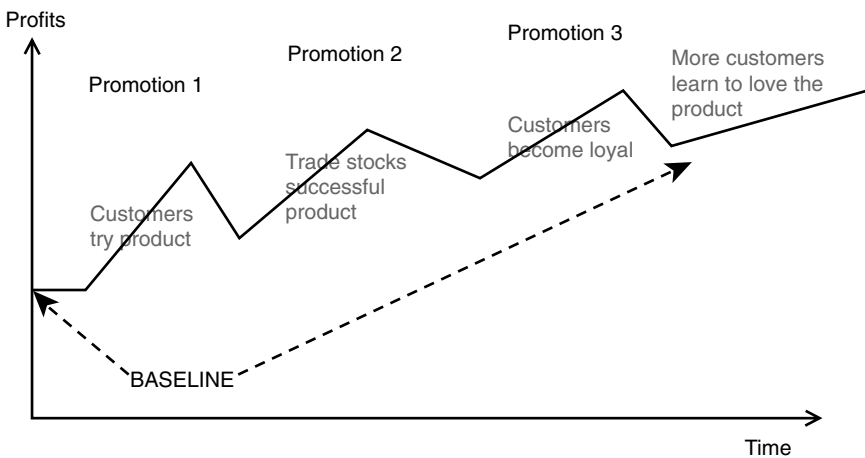 Profits
Promotion 1
Promotion 2
Promotion 3
More customers
learn to love the
product
Customers
try product
Trade stocks
successful
product
Customers
become loyal
BASELINE
Time